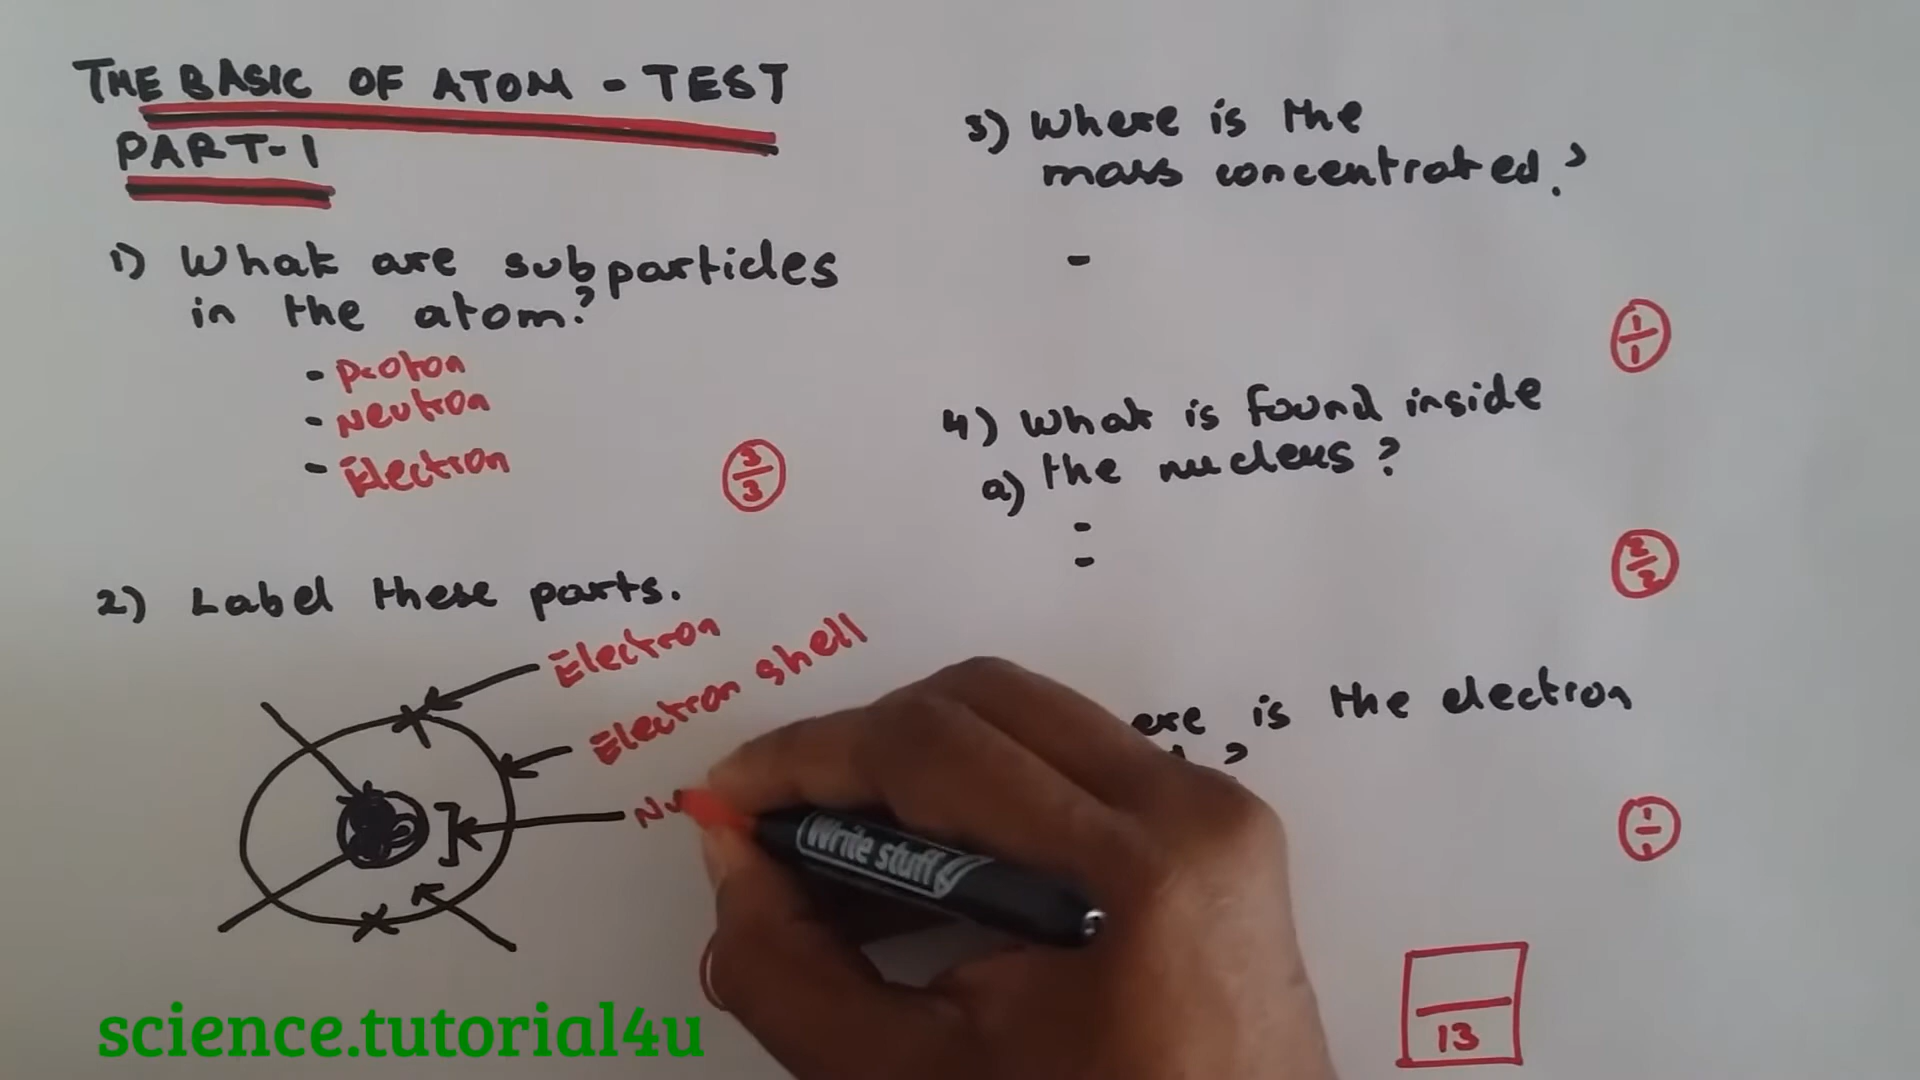 THE BASIC OF ATOM - TEST
PART-1
1) What are subparticles
in the atom?
- Proton
- Neutron
- Electron
3
3
2) Label these parts.
Electron
Electron shell
Nu
3) Where is the
mass concentrated?
-
1
1
4) What is found inside
a) the nucleus?
-
-
2
2
ere is the electron
?
1
13
Write stuff
science.tutorial4u